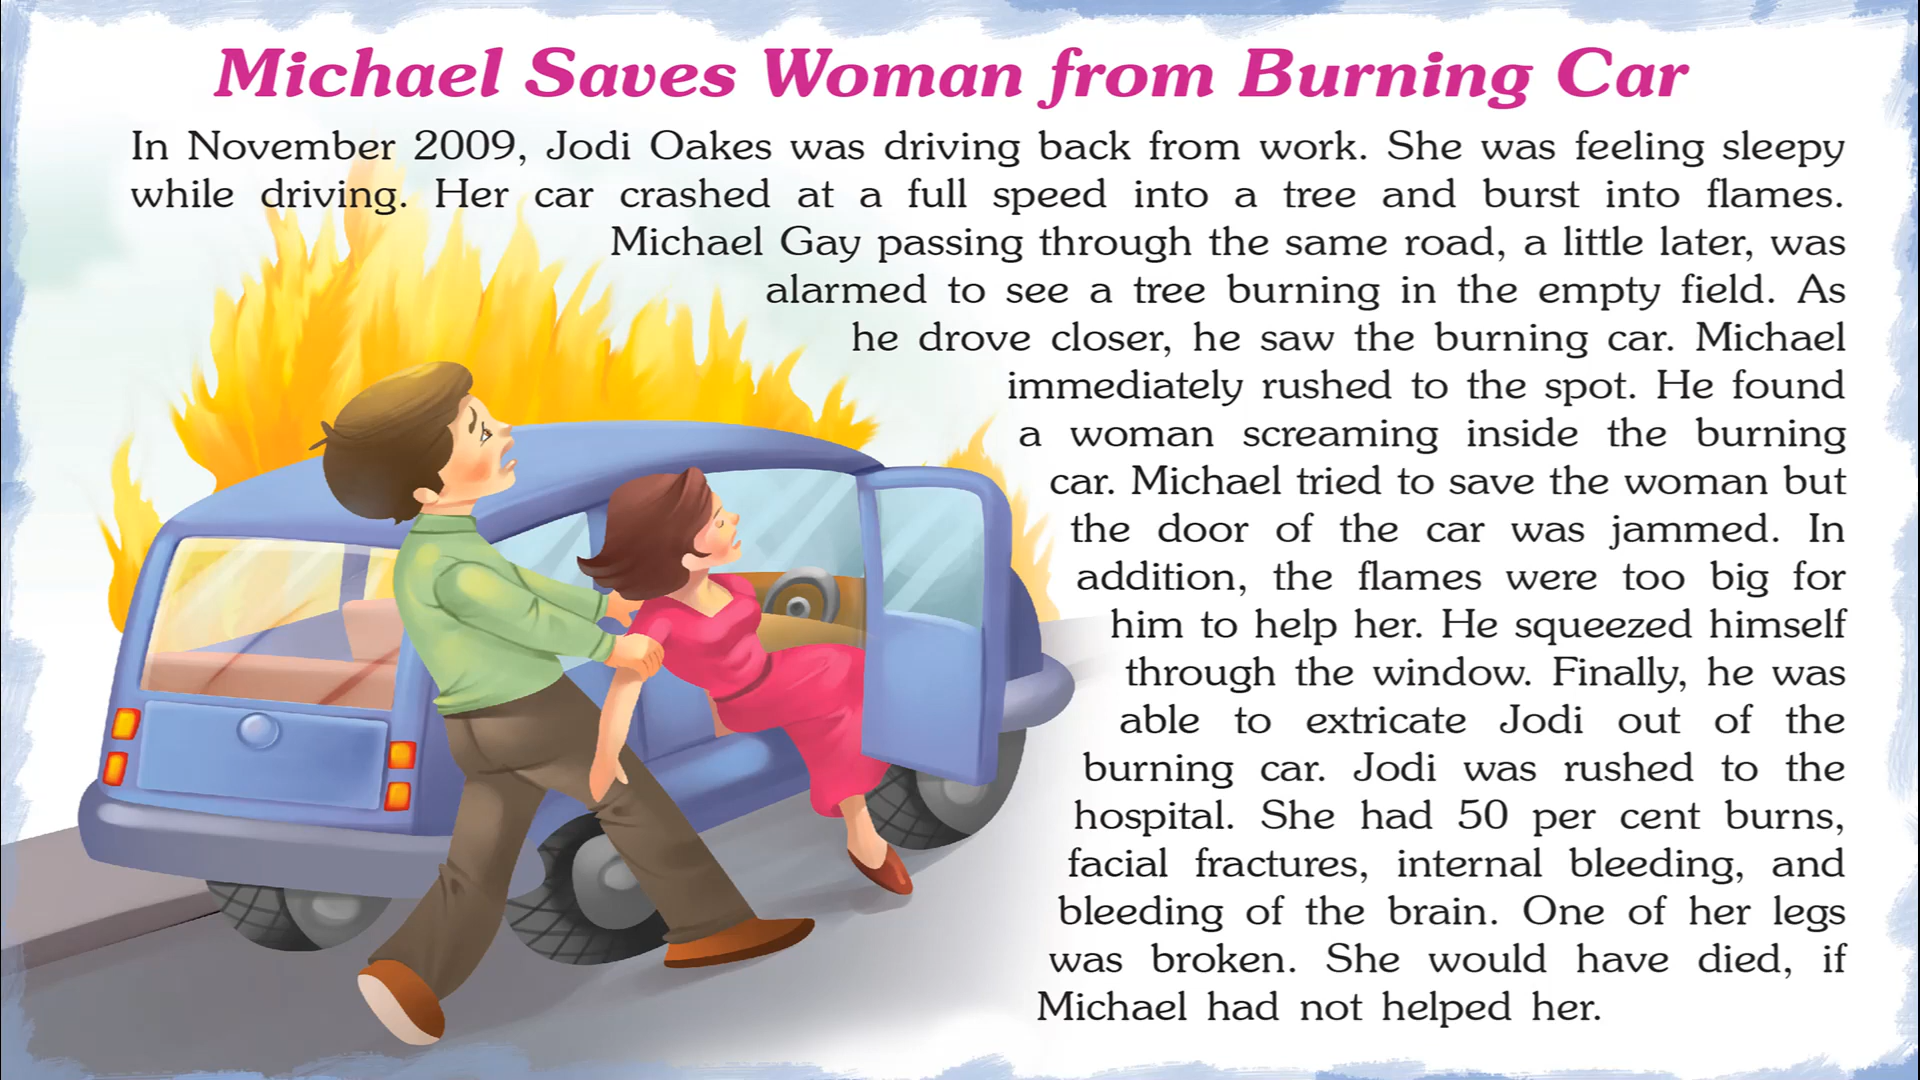 Michael Saves Woman from Burning Car
In November 2009, Jodi Oakes was driving back from work. She was feeling sleepy
while driving. Her car crashed at a full speed into a tree and burst into flames.
Michael Gay passing through the same road, a little later, was
alarmed to see a tree burning in the empty field. As
he drove closer, he saw the burning car. Michael
immediately rushed to the spot. He found
a woman screaming inside the burning
car. Michael tried to save the woman but
the door of the car was jammed. In
addition, the flames were too big for
him to help her. He squeezed himself
through the window. Finally, he was
able to extricate Jodi out of the
burning car. Jodi was rushed to the
hospital. She had 50 per cent burns,
facial fractures, internal bleeding, and
bleeding of the brain. One of her legs
was broken. She would have died, if
Michael had not helped her.